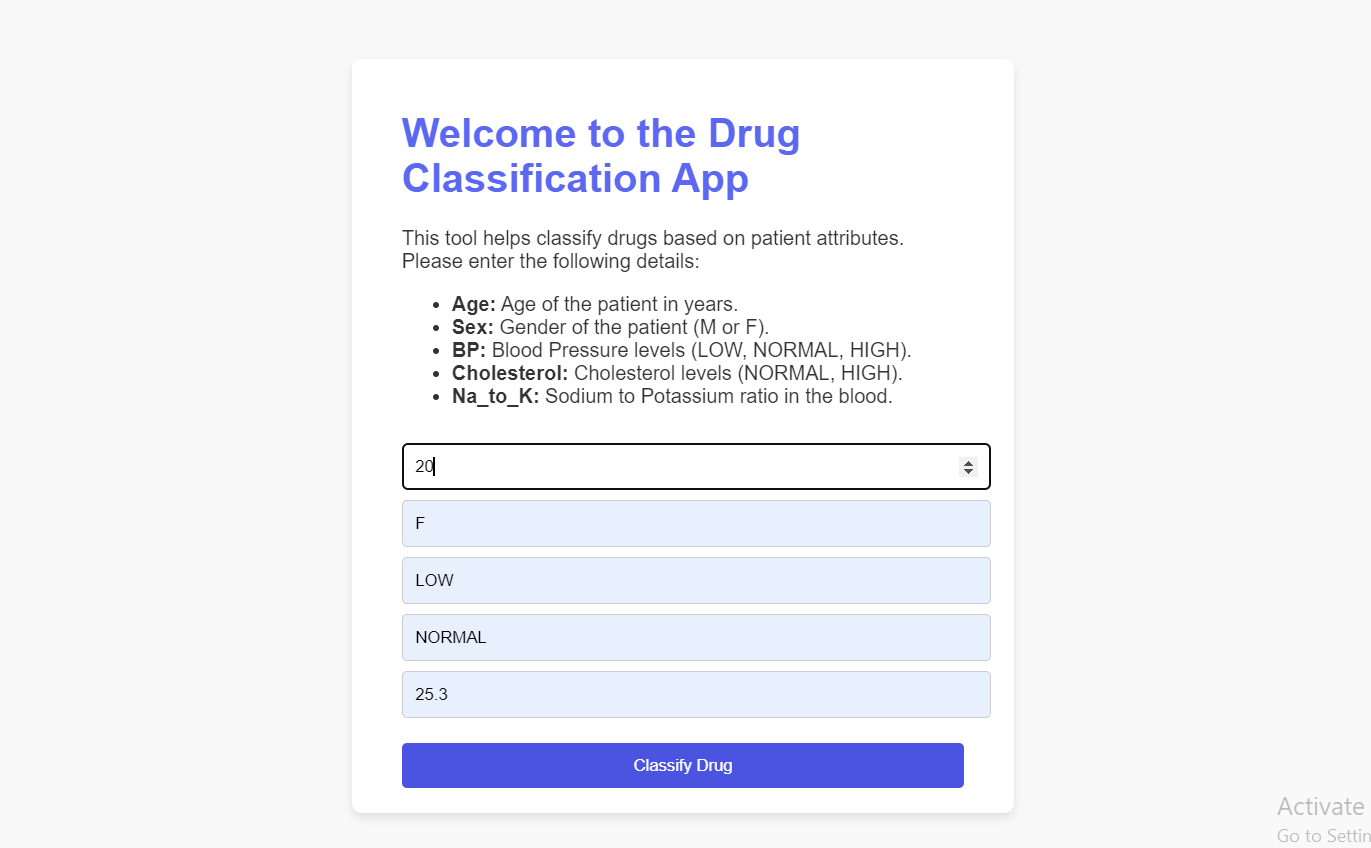 Welcome to the Drug
Classification App
This tool helps classify drugs based on patient attributes.
Please enter the following details:
• Age: Age of the patient in years.
• Sex: Gender of the patient (M or F).
• BP: Blood Pressure levels (LOW, NORMAL, HIGH).
• Cholesterol: Cholesterol levels (NORMAL, HIGH).
• Na_to_K: Sodium to Potassium ratio in the blood.
20
F
LOW
NORMAL
25.3
Classify Drug
Activate
Go to Settin